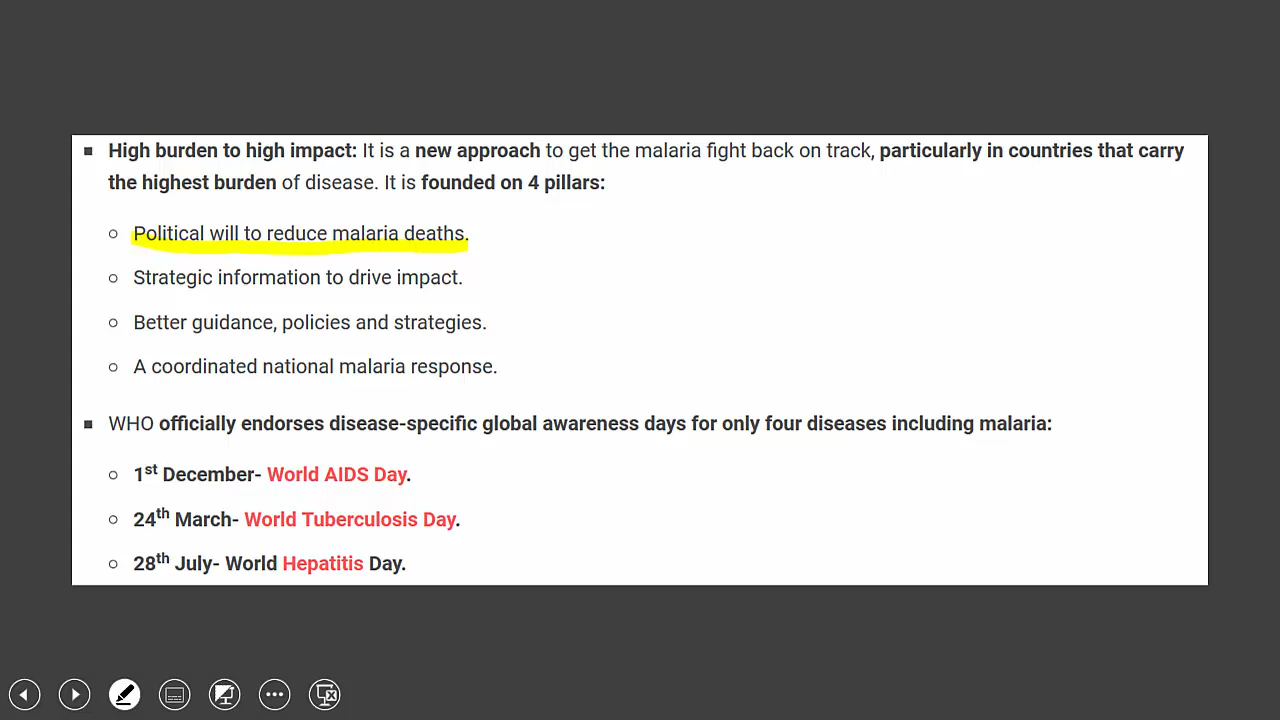 High burden to high impact: It is a new approach to get the malaria fight back on track, particularly in countries that carry
the highest burden of disease. It is founded on 4 pillars:
Political will to reduce malaria deaths.
Strategic information to drive impact.
Better guidance, policies and strategies.
A coordinated national malaria response.
WHO officially endorses disease-specific global awareness days for only four diseases including malaria:
1st December- World AIDS Day.
24th March- World Tuberculosis Day.
28th July- World Hepatitis Day.